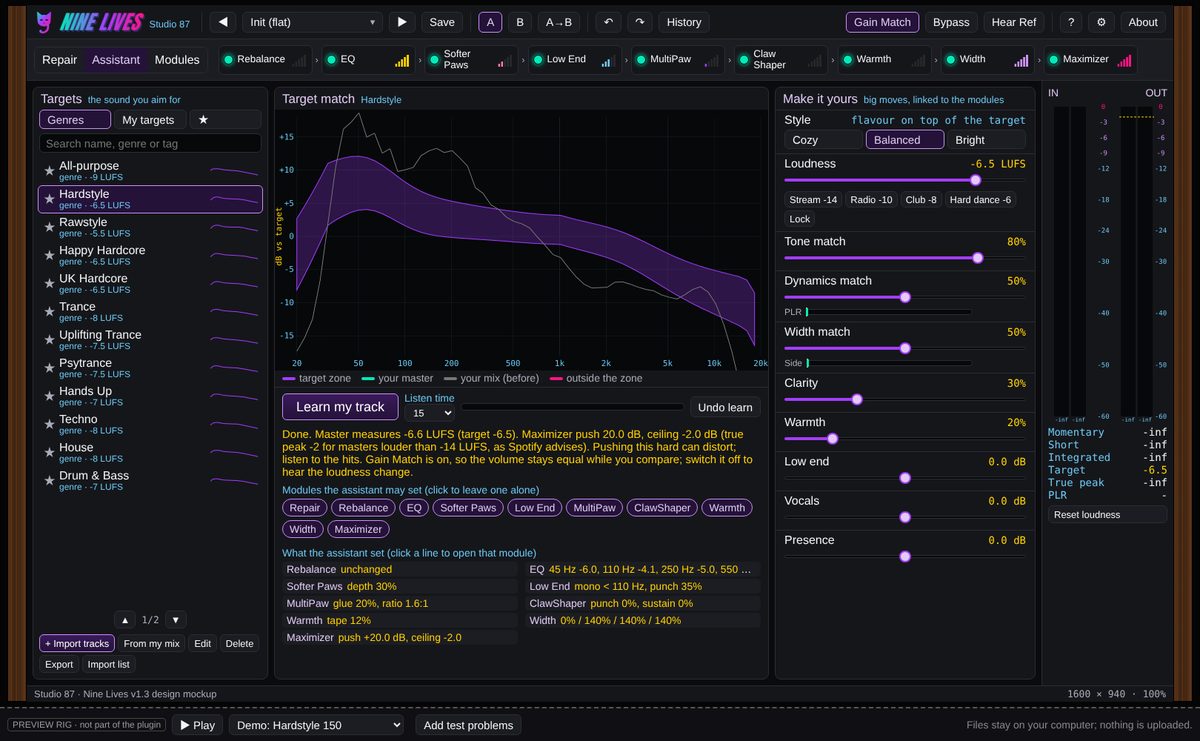 NINE LIVES Studio 87
◀ Init (flat) ▼ ▶ Save A B A→B ↶ ↷ History Gain Match Bypass Hear Ref ? ⚙ About
Repair Assistant Modules
Rebalance › EQ › Softer Paws › Low End › MultiPaw › Claw Shaper › Warmth › Width › Maximizer
Targets the sound you aim for
Genres My targets ★
Search name, genre or tag
★ All-purpose
genre · -9 LUFS
★ Hardstyle
genre · -6.5 LUFS
★ Rawstyle
genre · -5.5 LUFS
★ Happy Hardcore
genre · -6.5 LUFS
★ UK Hardcore
genre · -7 LUFS
★ Trance
genre · -8 LUFS
★ Uplifting Trance
genre · -7.5 LUFS
★ Psytrance
genre · -7.5 LUFS
★ Hands Up
genre · -7 LUFS
★ Techno
genre · -8 LUFS
★ House
genre · -8 LUFS
★ Drum & Bass
genre · -7 LUFS
▲ 1/2 ▼
+ Import tracks From my mix Edit Delete
Export Import list
Target match Hardstyle
dB vs target
+15
+10
+5
0
-5
-10
-15
20 50 100 200 500 1k 2k 5k 10k 20k
target zone your master your mix (before) outside the zone
Learn my track
Listen time
15
Undo learn
Done. Master measures -6.6 LUFS (target -6.5). Maximizer push 20.0 dB, ceiling -2.0 dB (true
peak -2 for masters louder than -14 LUFS, as Spotify advises). Pushing this hard can distort;
listen to the hits. Gain Match is on, so the volume stays equal while you compare; switch it off to
hear the loudness change.
Modules the assistant may set (click to leave one alone)
Repair Rebalance EQ Softer Paws Low End MultiPaw ClawShaper Warmth
Width Maximizer
What the assistant set (click a line to open that module)
Rebalance unchanged
EQ 45 Hz -6.0, 110 Hz -4.1, 250 Hz -5.0, 550 ...
Softer Paws depth 30%
Low End mono < 110 Hz, punch 35%
MultiPaw glue 20%, ratio 1.6:1
ClawShaper punch 0%, sustain 0%
Warmth tape 12%
Width 0% / 140% / 140% / 140%
Maximizer push +20.0 dB, ceiling -2.0
Make it yours big moves, linked to the modules
Style flavour on top of the target
Cozy Balanced Bright
Loudness -6.5 LUFS
Stream -14 Radio -10 Club -8 Hard dance -6
Lock
Tone match 80%
Dynamics match 50%
PLR
Width match 50%
Side
Clarity 30%
Warmth 20%
Low end 0.0 dB
Vocals 0.0 dB
Presence 0.0 dB
IN OUT
0 0
-3 -3
-6 -6
-9 -9
-12 -12
-18 -18
-24 -24
-30 -30
-40 -40
-50 -50
-60 -60
-inf -inf -inf -inf
Momentary -inf
Short -inf
Integrated -inf
Target -6.5
True peak -inf
PLR -
Reset loudness
Studio 87 · Nine Lives v1.3 design mockup
1600 × 940 · 100%
PREVIEW RIG - not part of the plugin ▶ Play Demo: Hardstyle 150 Add test problems Files stay on your computer; nothing is uploaded.